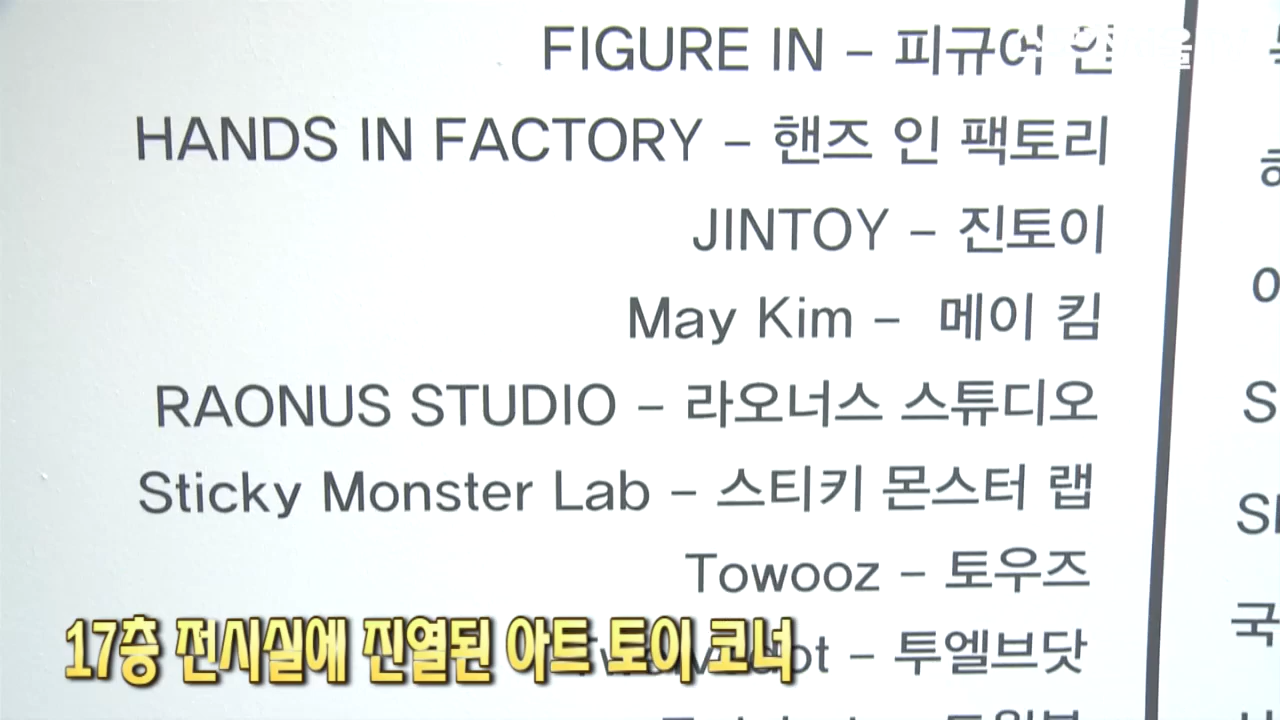 FIGURE IN – 피규어 인
HANDS IN FACTORY – 핸즈 인 팩토리
JINTOY – 진토이
May Kim – 메이 킴
RAONUS STUDIO – 라오너스 스튜디오
Sticky Monster Lab – 스티키 몬스터 랩
Towooz – 토우즈
– 투엘브닷
17층 전시실에 진열된 아트 토이 코너